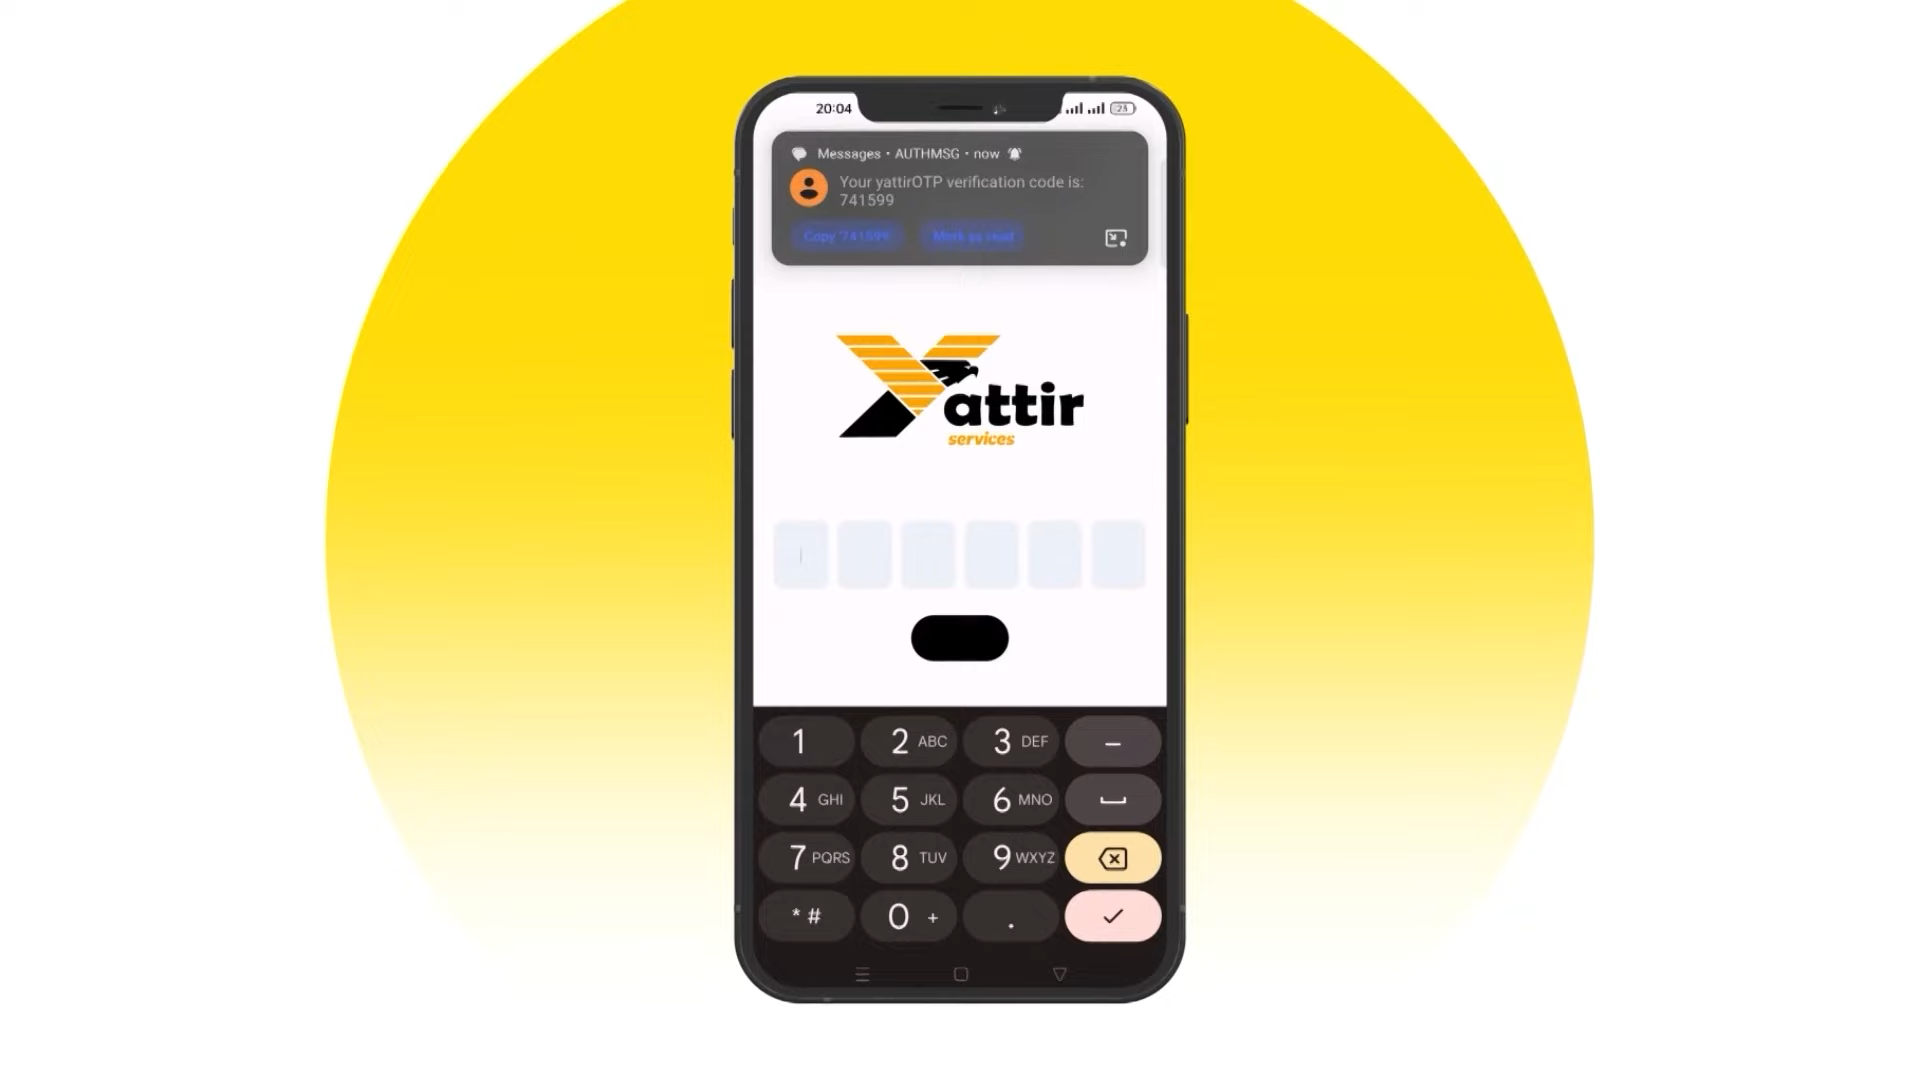 20:04
23
Messages • AUTHMSG • now
Your yattirOTP verification code is:
741599
Copy "741599"
Mark as read
Yattir
services
1
2 ABC
3 DEF
–
4 GHI
5 JKL
6 MNO
7 PQRS
8 TUV
9 WXYZ
* #
0 +
.